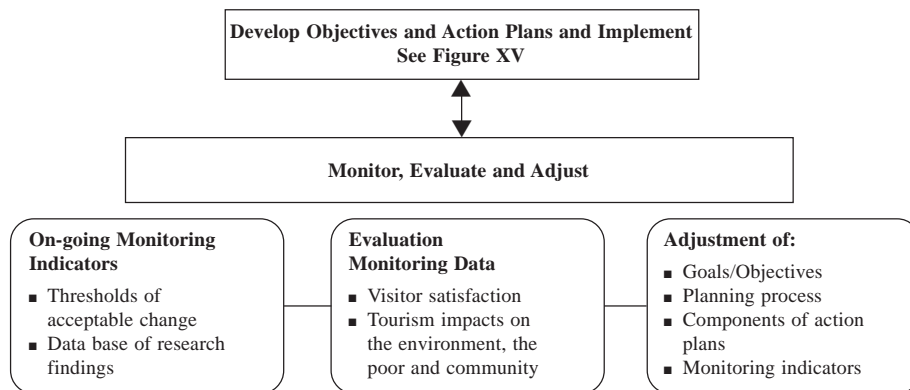 Develop Objectives and Action Plans and Implement
See Figure XV
Monitor, Evaluate and Adjust
On-going Monitoring
Indicators
■ Thresholds of
acceptable change
■ Data base of research
findings
Evaluation
Monitoring Data
■ Visitor satisfaction
■ Tourism impacts on
the environment, the
poor and community
Adjustment of:
■ Goals/Objectives
■ Planning process
■ Components of action
plans
■ Monitoring indicators